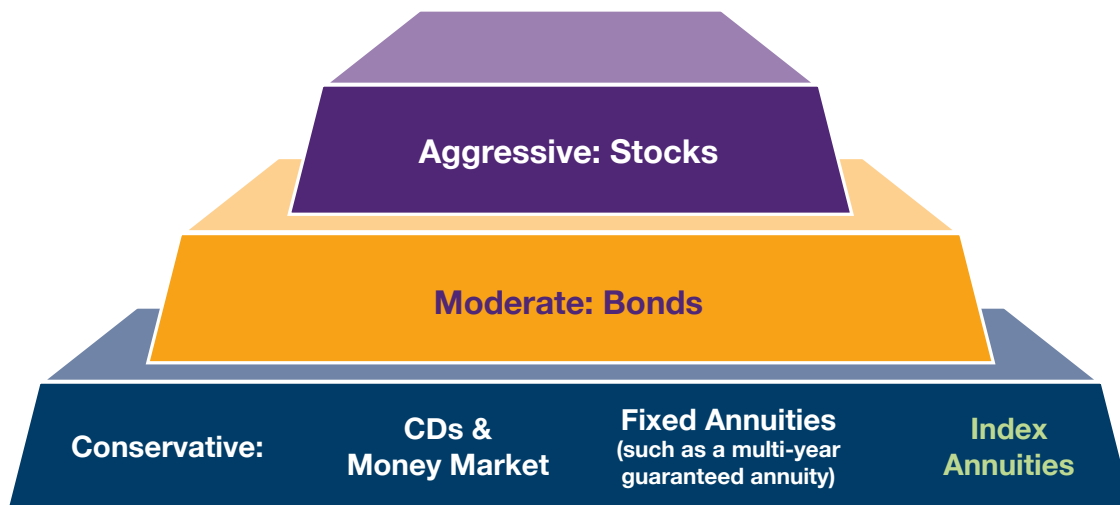 Aggressive: Stocks
Moderate: Bonds
Conservative:
CDs &
Money Market
Fixed Annuities
(such as a multi-year
guaranteed annuity)
Index
Annuities